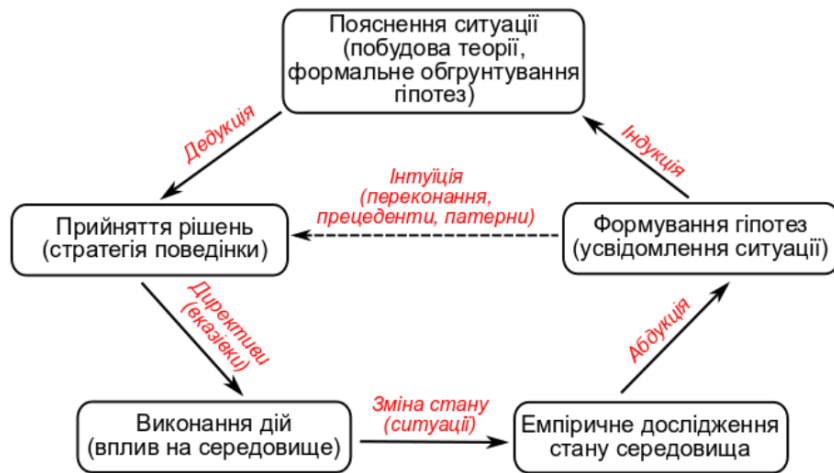 Пояснення ситуації
(побудова теорії,
формальне обгрунтування
гіпотез)
Дедукція
Індукція
Інтуїція
(переконання,
прецеденти, патерни)
Прийняття рішень
(стратегія поведінки)
Формування гіпотез
(усвідомлення ситуації)
Директиви
(вказівки)
Абдукція
Виконання дій
(вплив на середовище)
Зміна стану
(ситуації)
Емпіричне дослідження
стану середовища